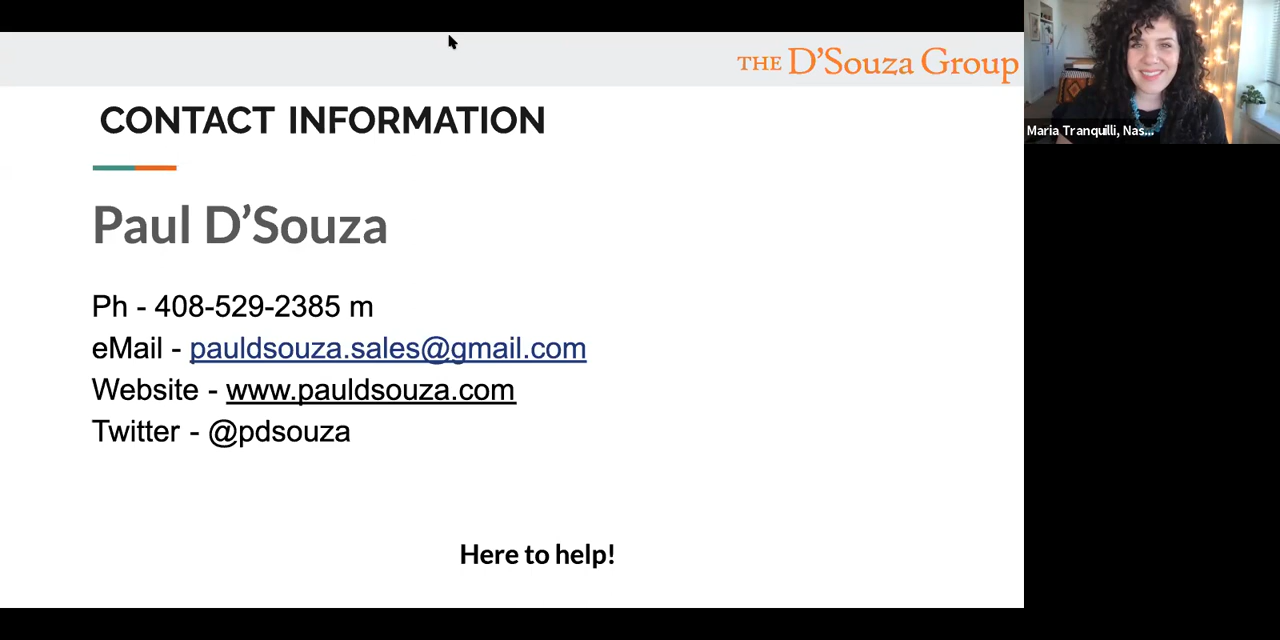 THE D'Souza Group
CONTACT INFORMATION
Paul D’Souza
Ph - 408-529-2385 m
eMail - pauldsouza.sales@gmail.com
Website - www.pauldsouza.com
Twitter - @pdsouza
Here to help!
Maria Tranquilli, Nas...